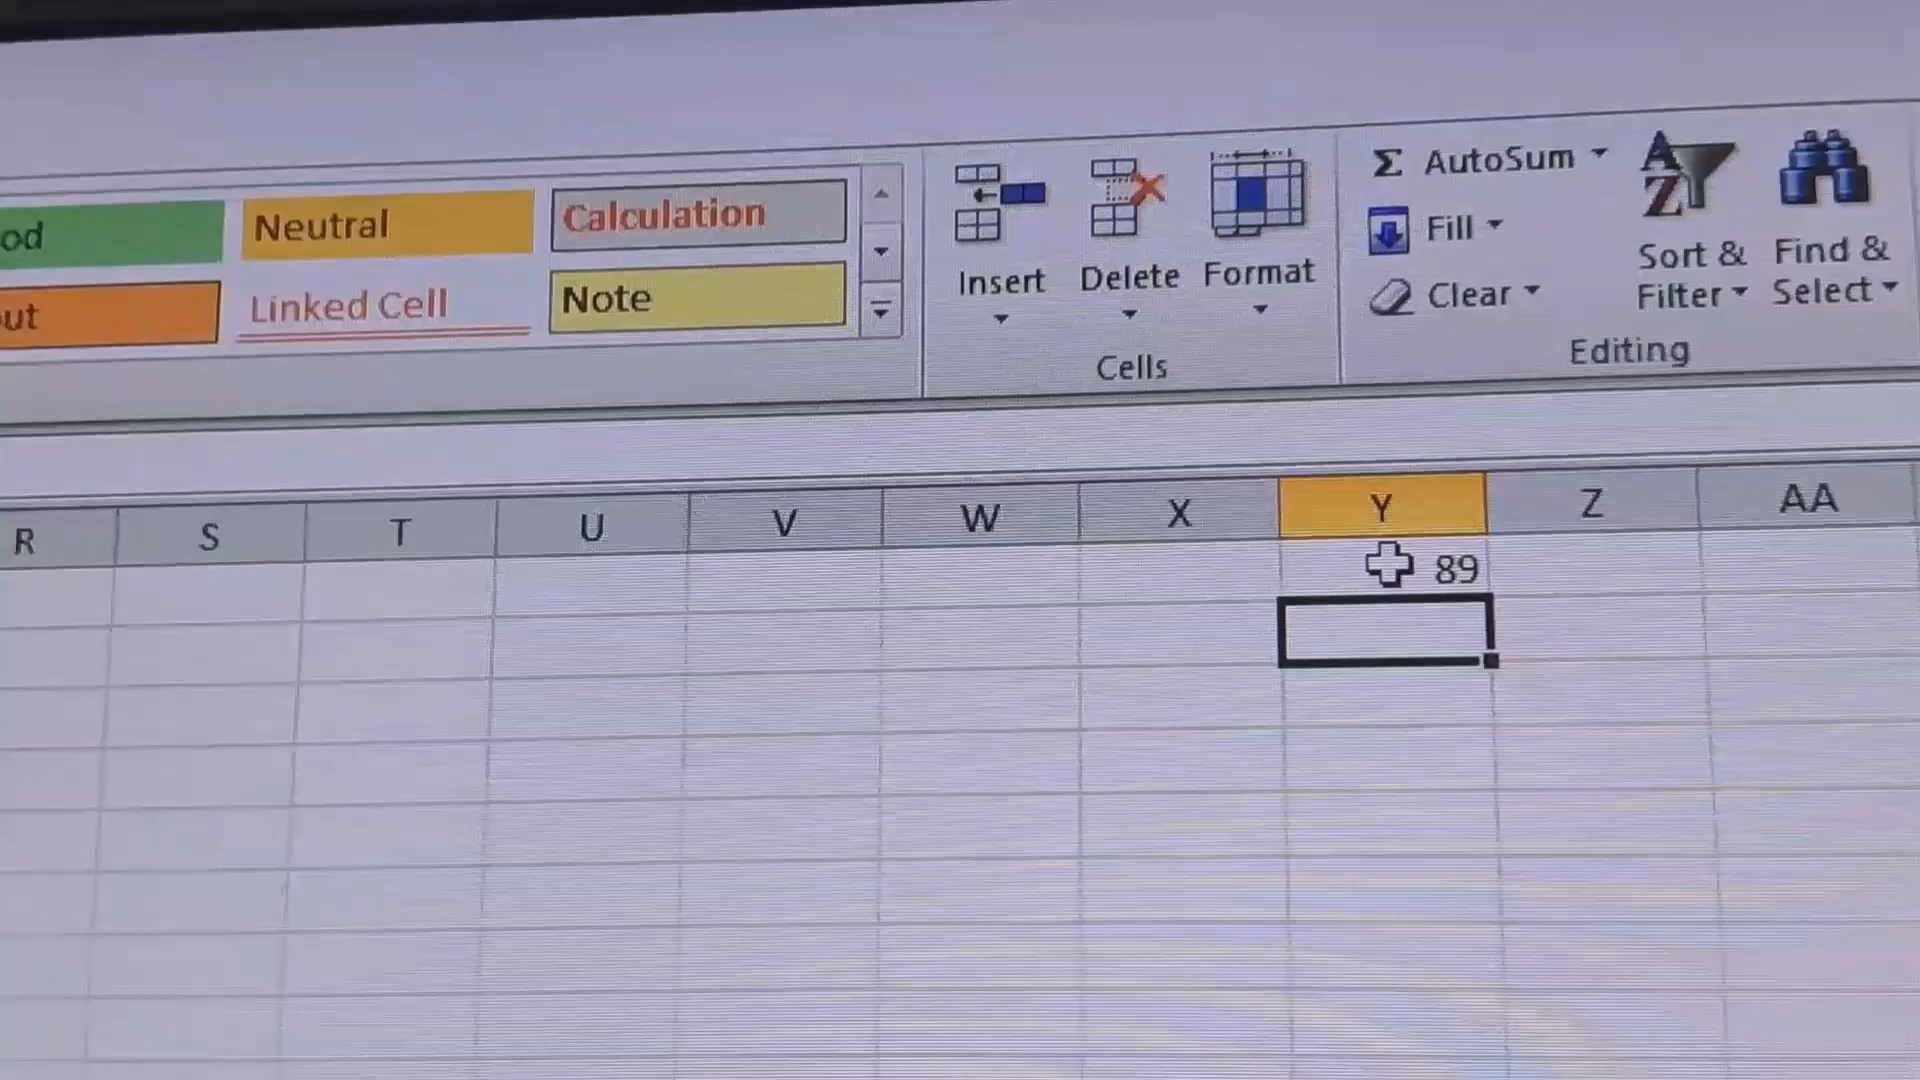 od
Neutral
Calculation
ut
Linked Cell
Note
Insert
Delete
Format
Cells
Σ AutoSum
Fill
Clear
A
Z
Sort &
Filter
Find &
Select
Editing
R S T U V W X Y Z AA
89